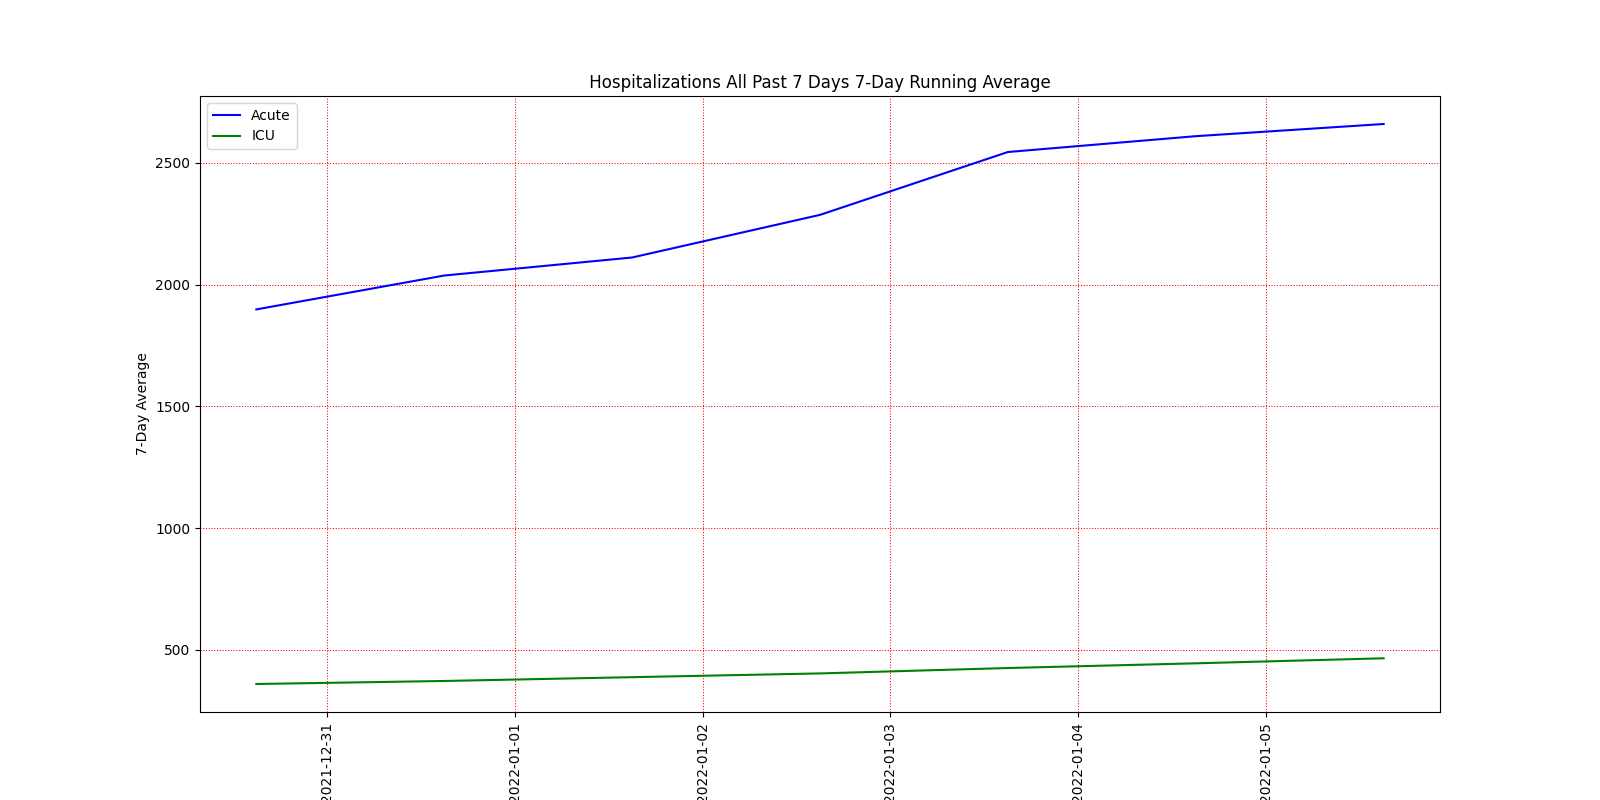 Hospitalizations All Past 7 Days 7-Day Running Average
Acute
ICU
7-Day Average
2500
2000
1500
1000
500
2021-12-31
2022-01-01
2022-01-02
2022-01-03
2022-01-04
2022-01-05